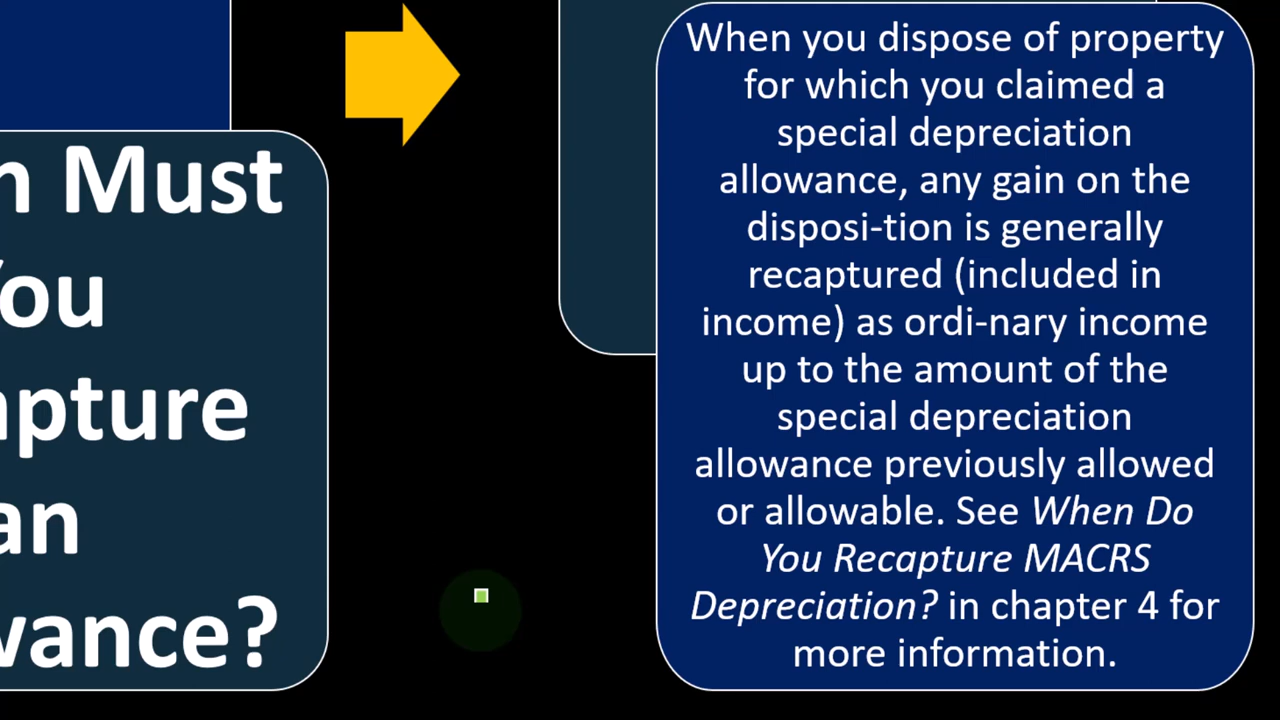 Must
You
apture
an
wance?
When you dispose of property
for which you claimed a
special depreciation
allowance, any gain on the
disposi-tion is generally
recaptured (included in
income) as ordi-nary income
up to the amount of the
special depreciation
allowance previously allowed
or allowable. See When Do
You Recapture MACRS
Depreciation? in chapter 4 for
more information.